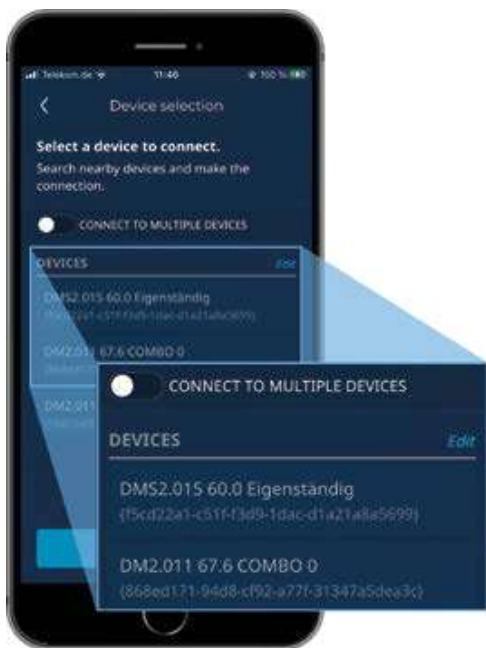 Telekom.de 11:46 100 %
Device selection
Select a device to connect.
Search nearby devices and make the
connection.
CONNECT TO MULTIPLE DEVICES
DEVICES Edit
DMS2.015 60.0 Eigenständig
DM2.011 67.6 COMBO 0
DM2.011
CONNECT TO MULTIPLE DEVICES
DEVICES Edit
DMS2.015 60.0 Eigenständig
{f5cd22a1-c51f-f3d9-1dac-d1a21a8a5699}
DM2.011 67.6 COMBO 0
{868ed171-94d8-cf92-a77f-31347a5dea3c}